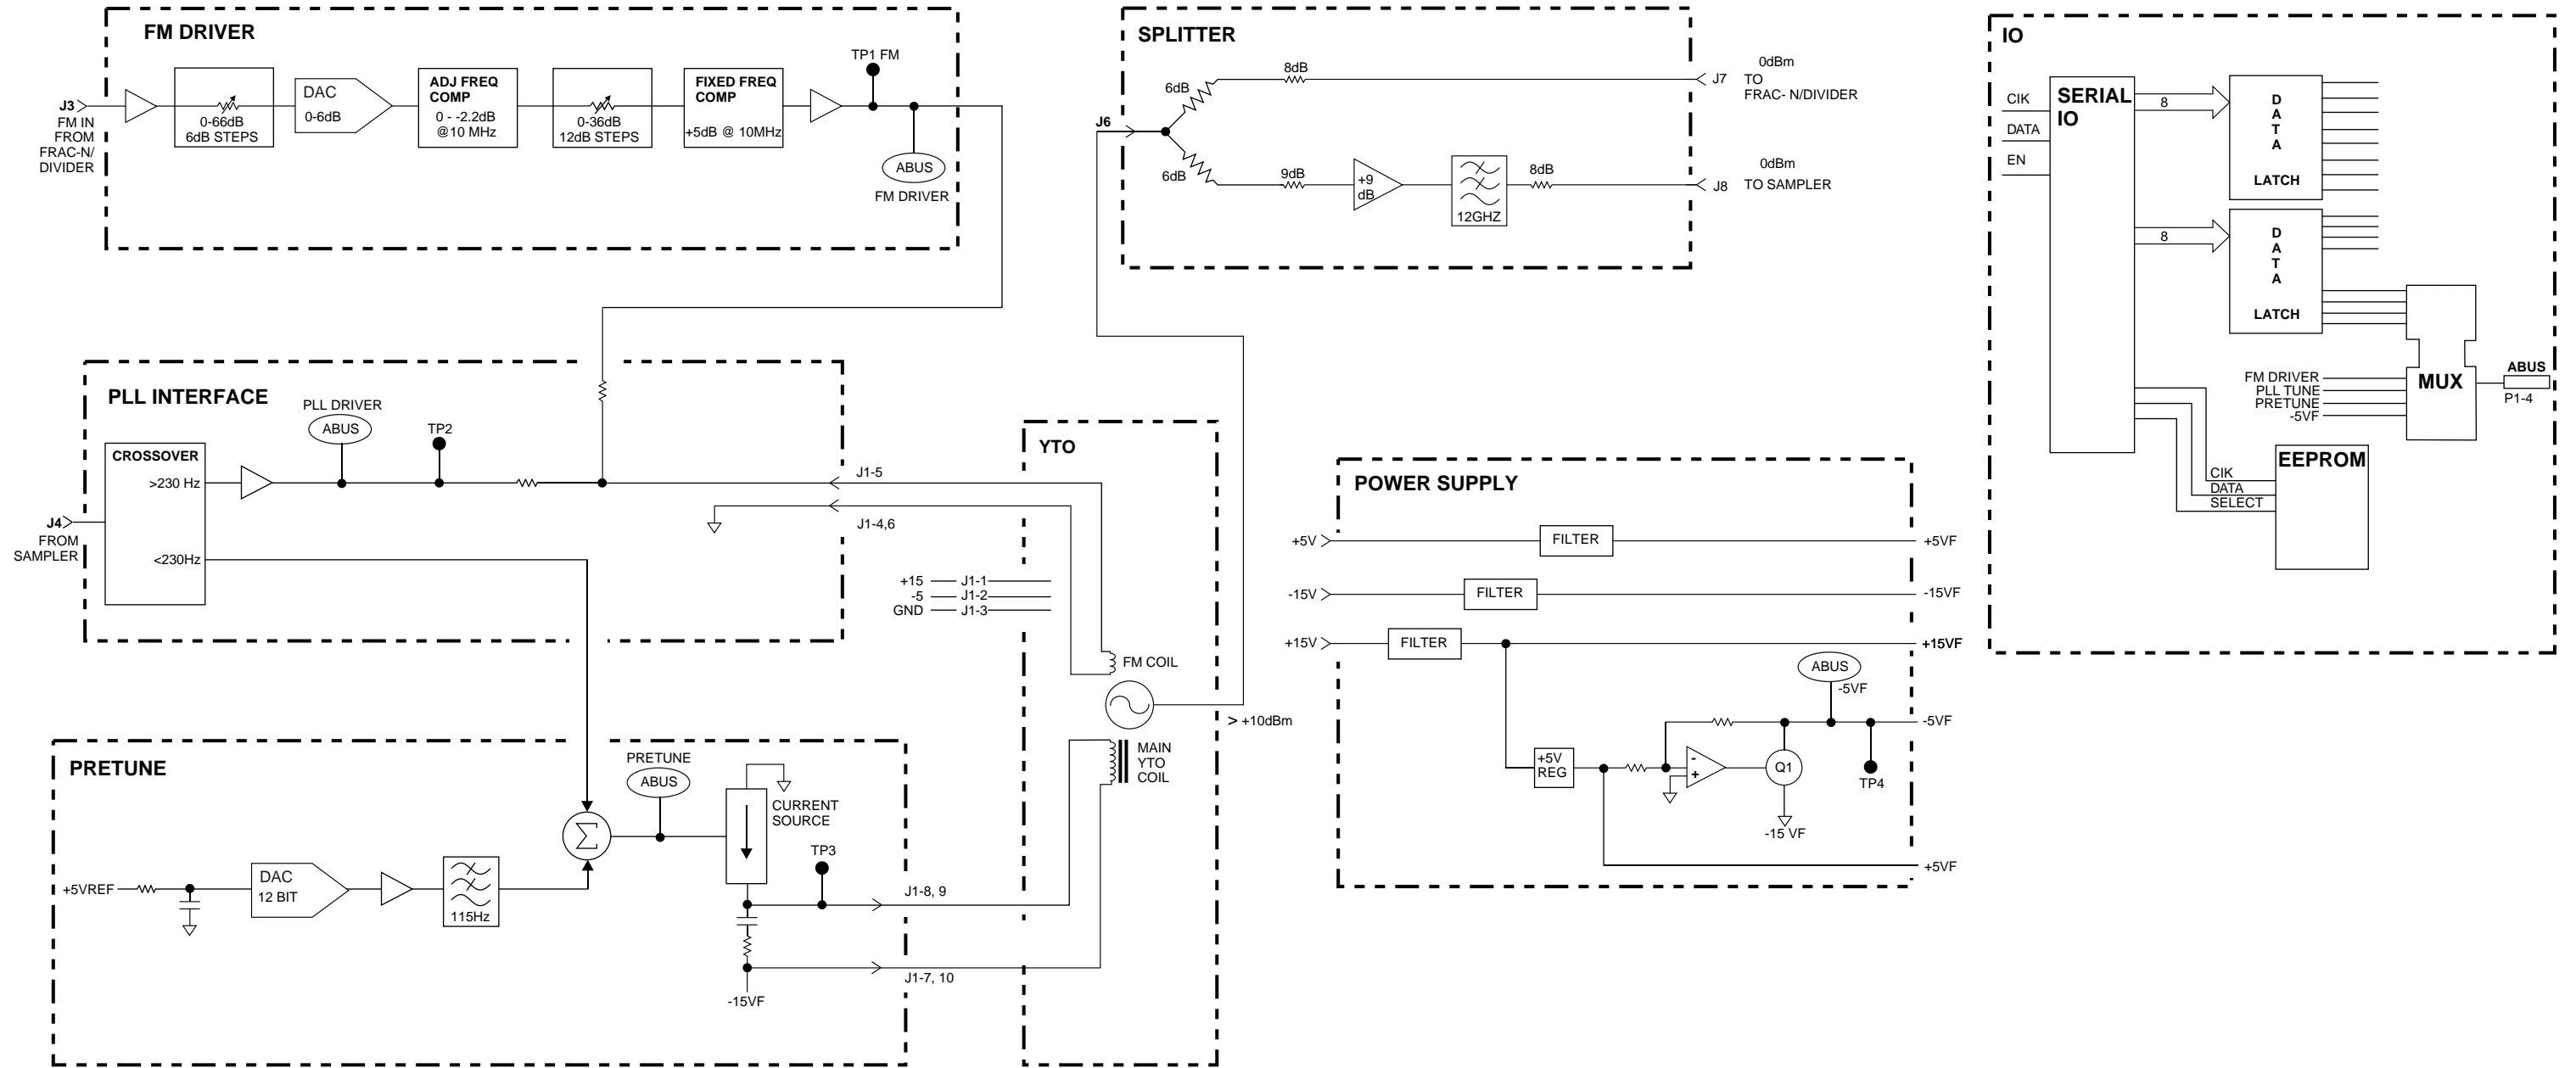 FM DRIVER
J3
FM IN
FROM
FRAC-N/
DIVIDER
0-66dB
6dB STEPS
DAC
0-6dB
ADJ FREQ
COMP
0 - -2.2dB
@10 MHz
0-36dB
12dB STEPS
FIXED FREQ
COMP
+5dB @ 10MHz
TP1 FM
ABUS
FM DRIVER
SPLITTER
J6
6dB
8dB
J7
0dBm
TO
FRAC- N/DIVIDER
6dB
9dB
+9
dB
12GHZ
8dB
J8
0dBm
TO SAMPLER
IO
CIK
DATA
EN
SERIAL
IO
8
D
A
T
A
LATCH
8
D
A
T
A
LATCH
FM DRIVER
PLL TUNE
PRETUNE
-5VF
MUX
ABUS
P1-4
CIK
DATA
SELECT
EEPROM
PLL INTERFACE
J4
FROM
SAMPLER
CROSSOVER
>230 Hz
<230Hz
PLL DRIVER
ABUS
TP2
J1-5
J1-4,6
+15
J1-1
-5
J1-2
GND
J1-3
YTO
FM COIL
> +10dBm
MAIN
YTO
COIL
PRETUNE
+5VREF
DAC
12 BIT
115Hz
Σ
PRETUNE
ABUS
CURRENT
SOURCE
TP3
J1-8, 9
J1-7, 10
-15VF
POWER SUPPLY
+5V
FILTER
+5VF
-15V
FILTER
-15VF
+15V
FILTER
+15VF
ABUS
-5VF
-5VF
+5V
REG
-
+
Q1
TP4
-15 VF
+5VF